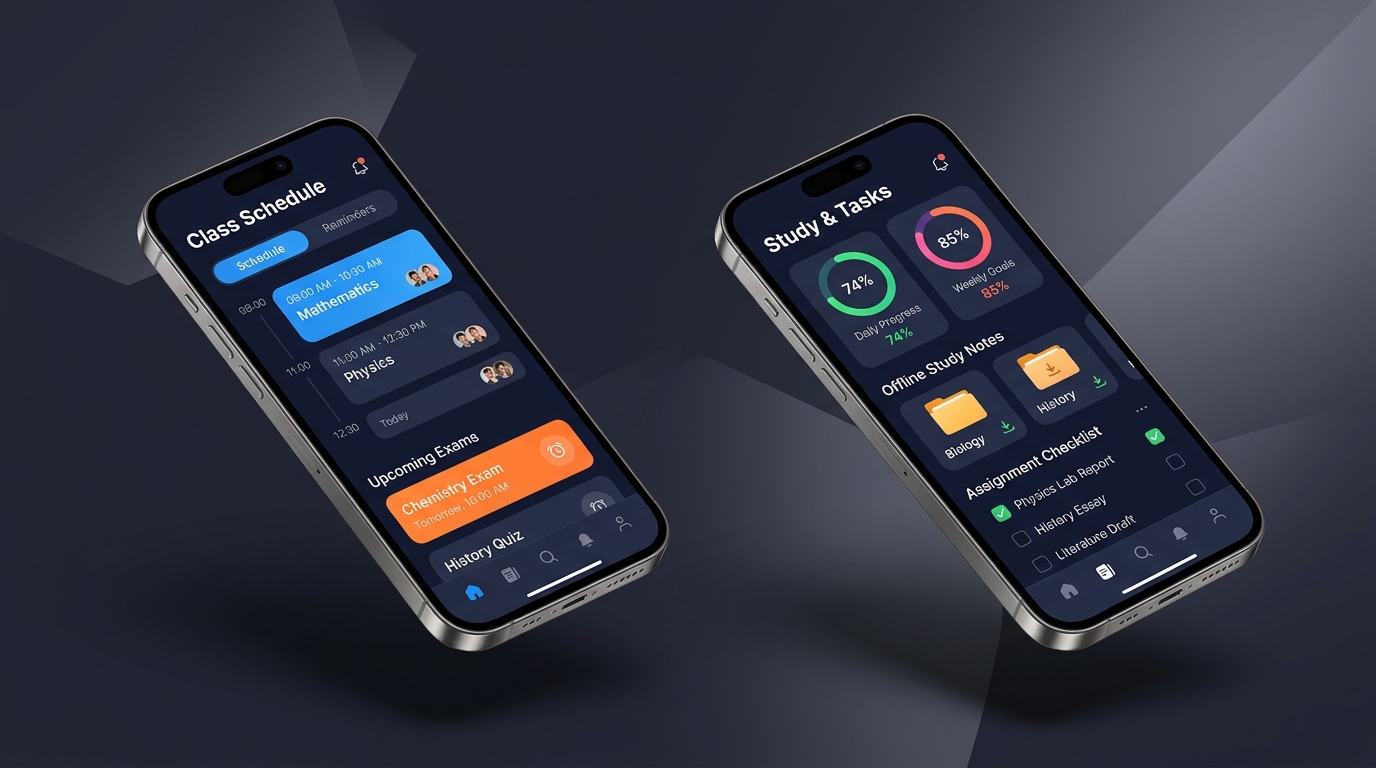 Class Schedule
Schedule
Reminders
08:00
08:00 AM - 10:30 AM
Mathematics
11:00
11:00 AM - 12:30 PM
Physics
12:30
Today
Upcoming Exams
Chemistry Exam
Tomorrow, 10:00 AM
History Quiz
Study & Tasks
74%
Daily Progress
74%
85%
Weekly Goals
85%
Offline Study Notes
Biology
History
Assignment Checklist
Physics Lab Report
History Essay
Literature Draft